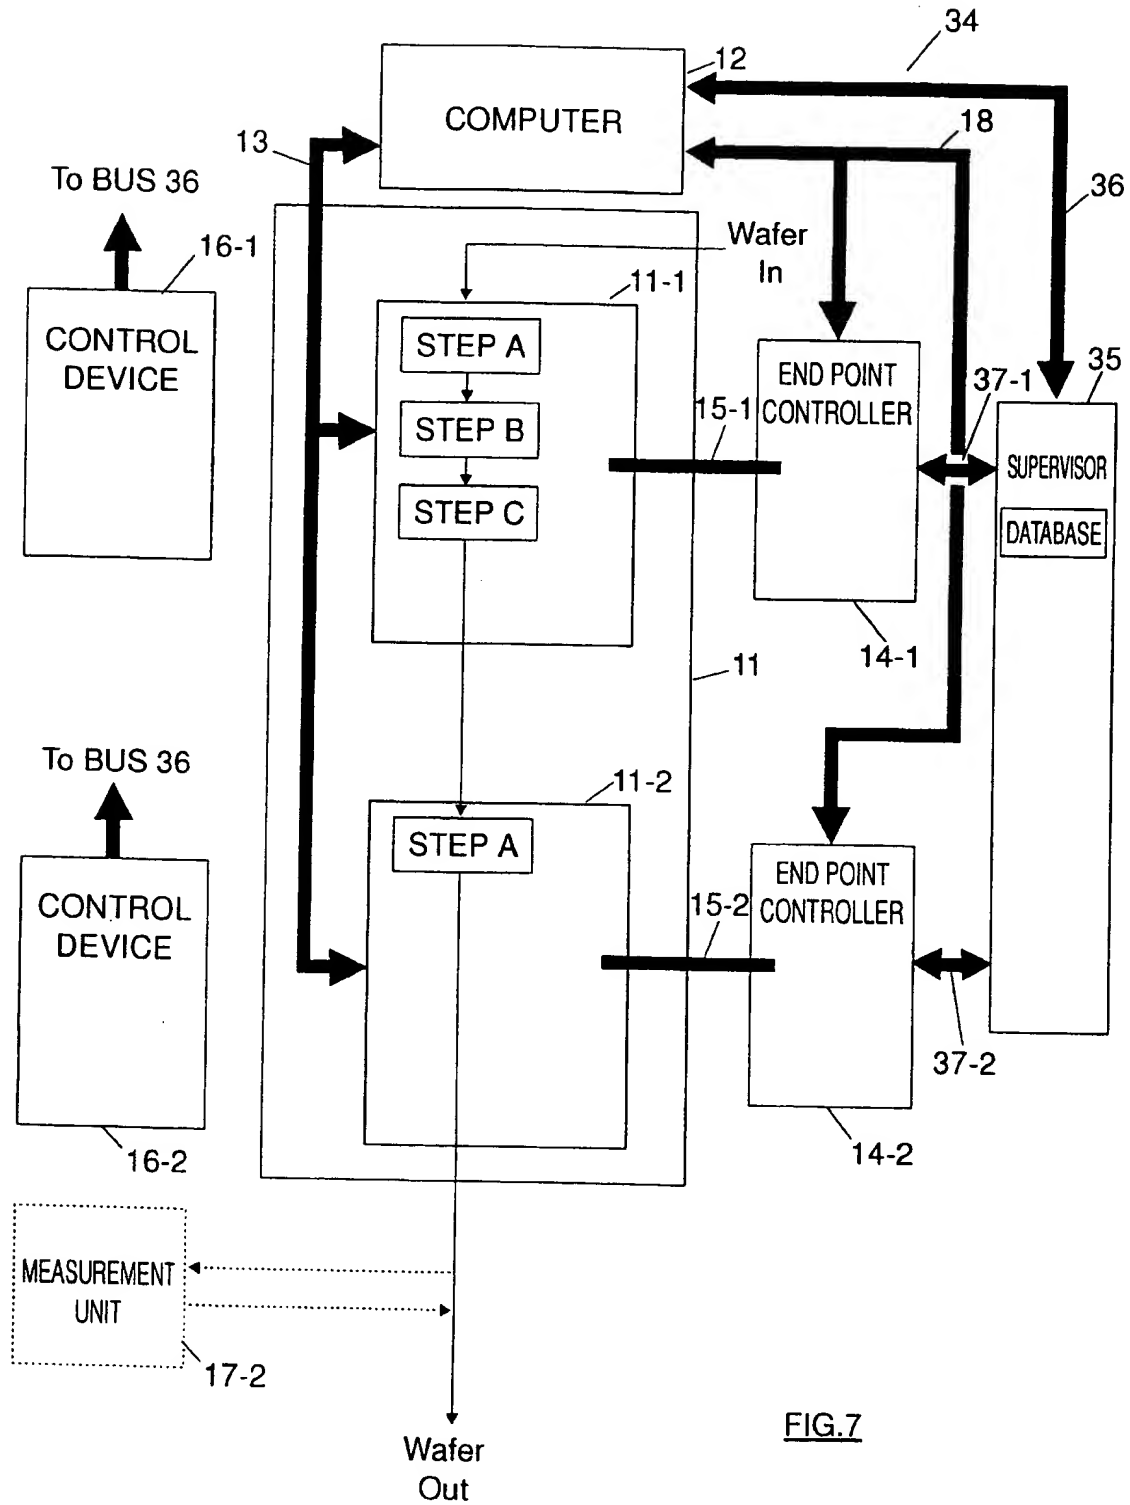 34
12
COMPUTER
18
13
To BUS 36
36
16-1
Wafer
In
11-1
CONTROL
DEVICE
STEP A
END POINT
CONTROLLER
35
37-1
15-1
STEP B
SUPERVISOR
STEP C
DATABASE
14-1
11
To BUS 36
11-2
STEP A
END POINT
CONTROLLER
CONTROL
DEVICE
15-2
37-2
16-2
14-2
MEASUREMENT
UNIT
17-2
Wafer
Out
FIG.7